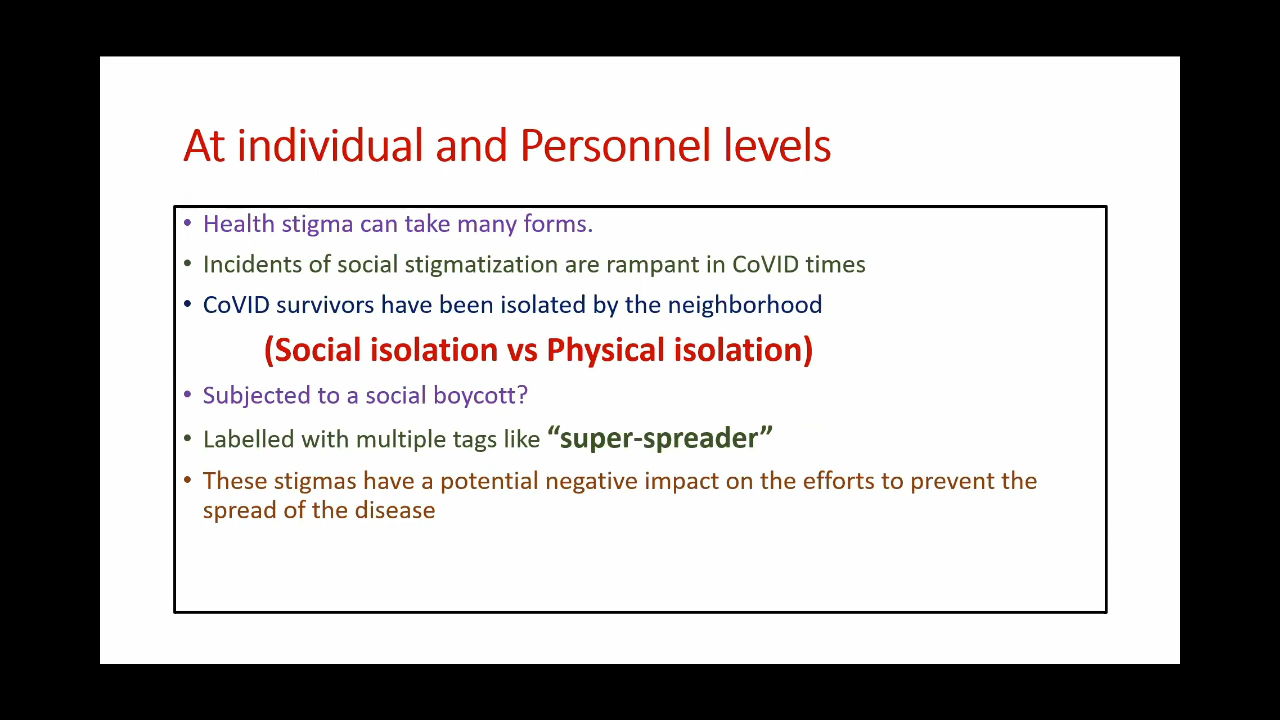 At individual and Personnel levels
• Health stigma can take many forms.
• Incidents of social stigmatization are rampant in CoVID times
• CoVID survivors have been isolated by the neighborhood
(Social isolation vs Physical isolation)
• Subjected to a social boycott?
• Labelled with multiple tags like “super-spreader”
• These stigmas have a potential negative impact on the efforts to prevent the
spread of the disease